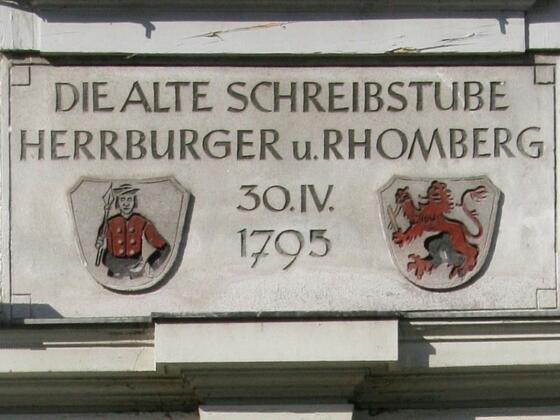 DIE ALTE SCHREIBSTUBE
HERRBURGER u. RHOMBERG
30.IV.
1795